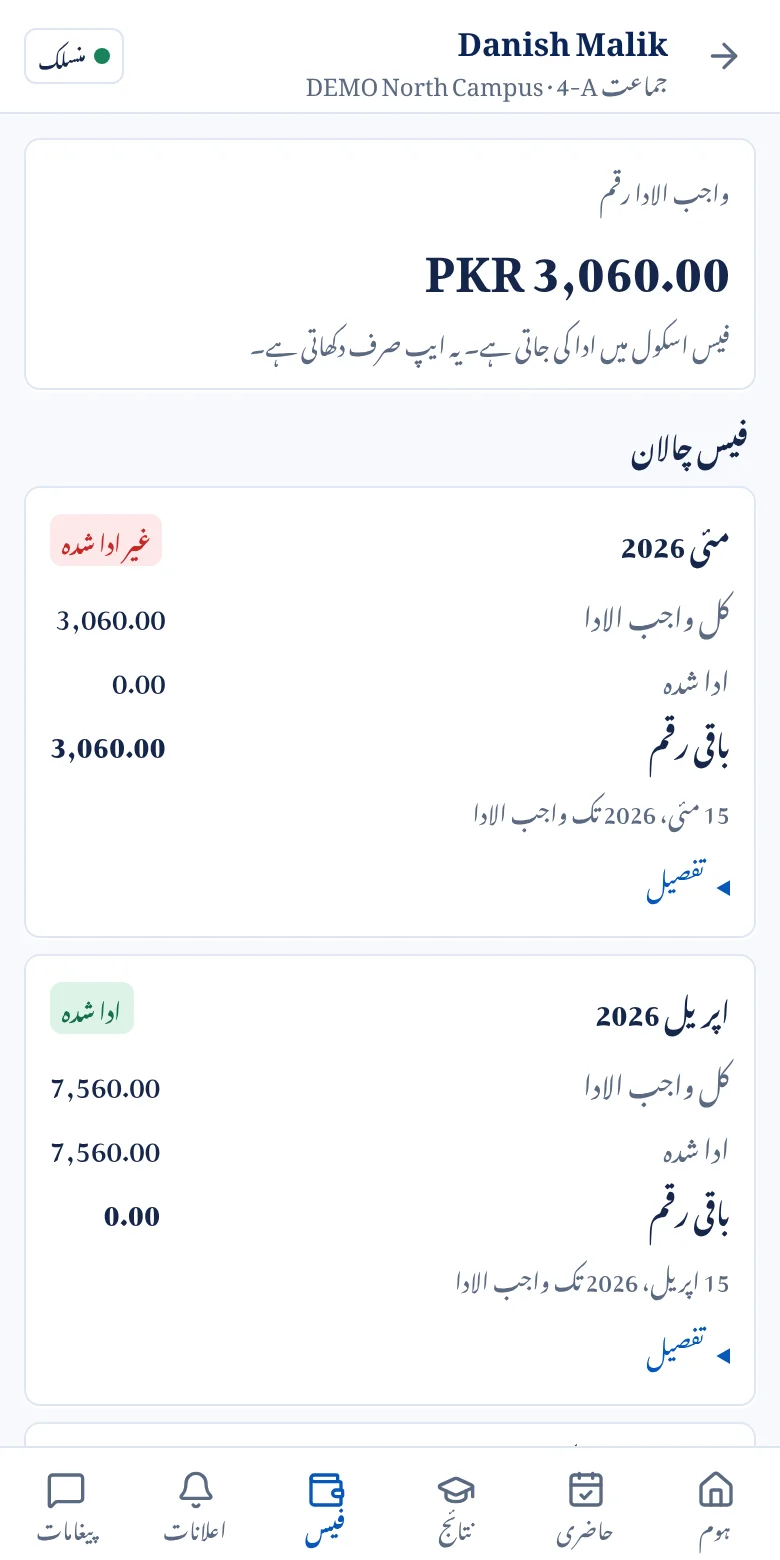 Danish Malik
جماعت 4-A · DEMO North Campus
منسلک
واجب الادا رقم
PKR 3,060.00
فیس اسکول میں ادا کی جاتی ہے۔ یہ ایپ صرف دکھاتی ہے۔
فیس چالان
مئی 2026
غیر ادا شدہ
کل واجب الادا 3,060.00
ادا شدہ 0.00
باقی رقم 3,060.00
15 مئی، 2026 تک واجب الادا
تفصیل
اپریل 2026
ادا شدہ
کل واجب الادا 7,560.00
ادا شدہ 7,560.00
باقی رقم 0.00
15 اپریل، 2026 تک واجب الادا
تفصیل
ہوم
حاضری
نتائج
فیس
اعلانات
پیغامات